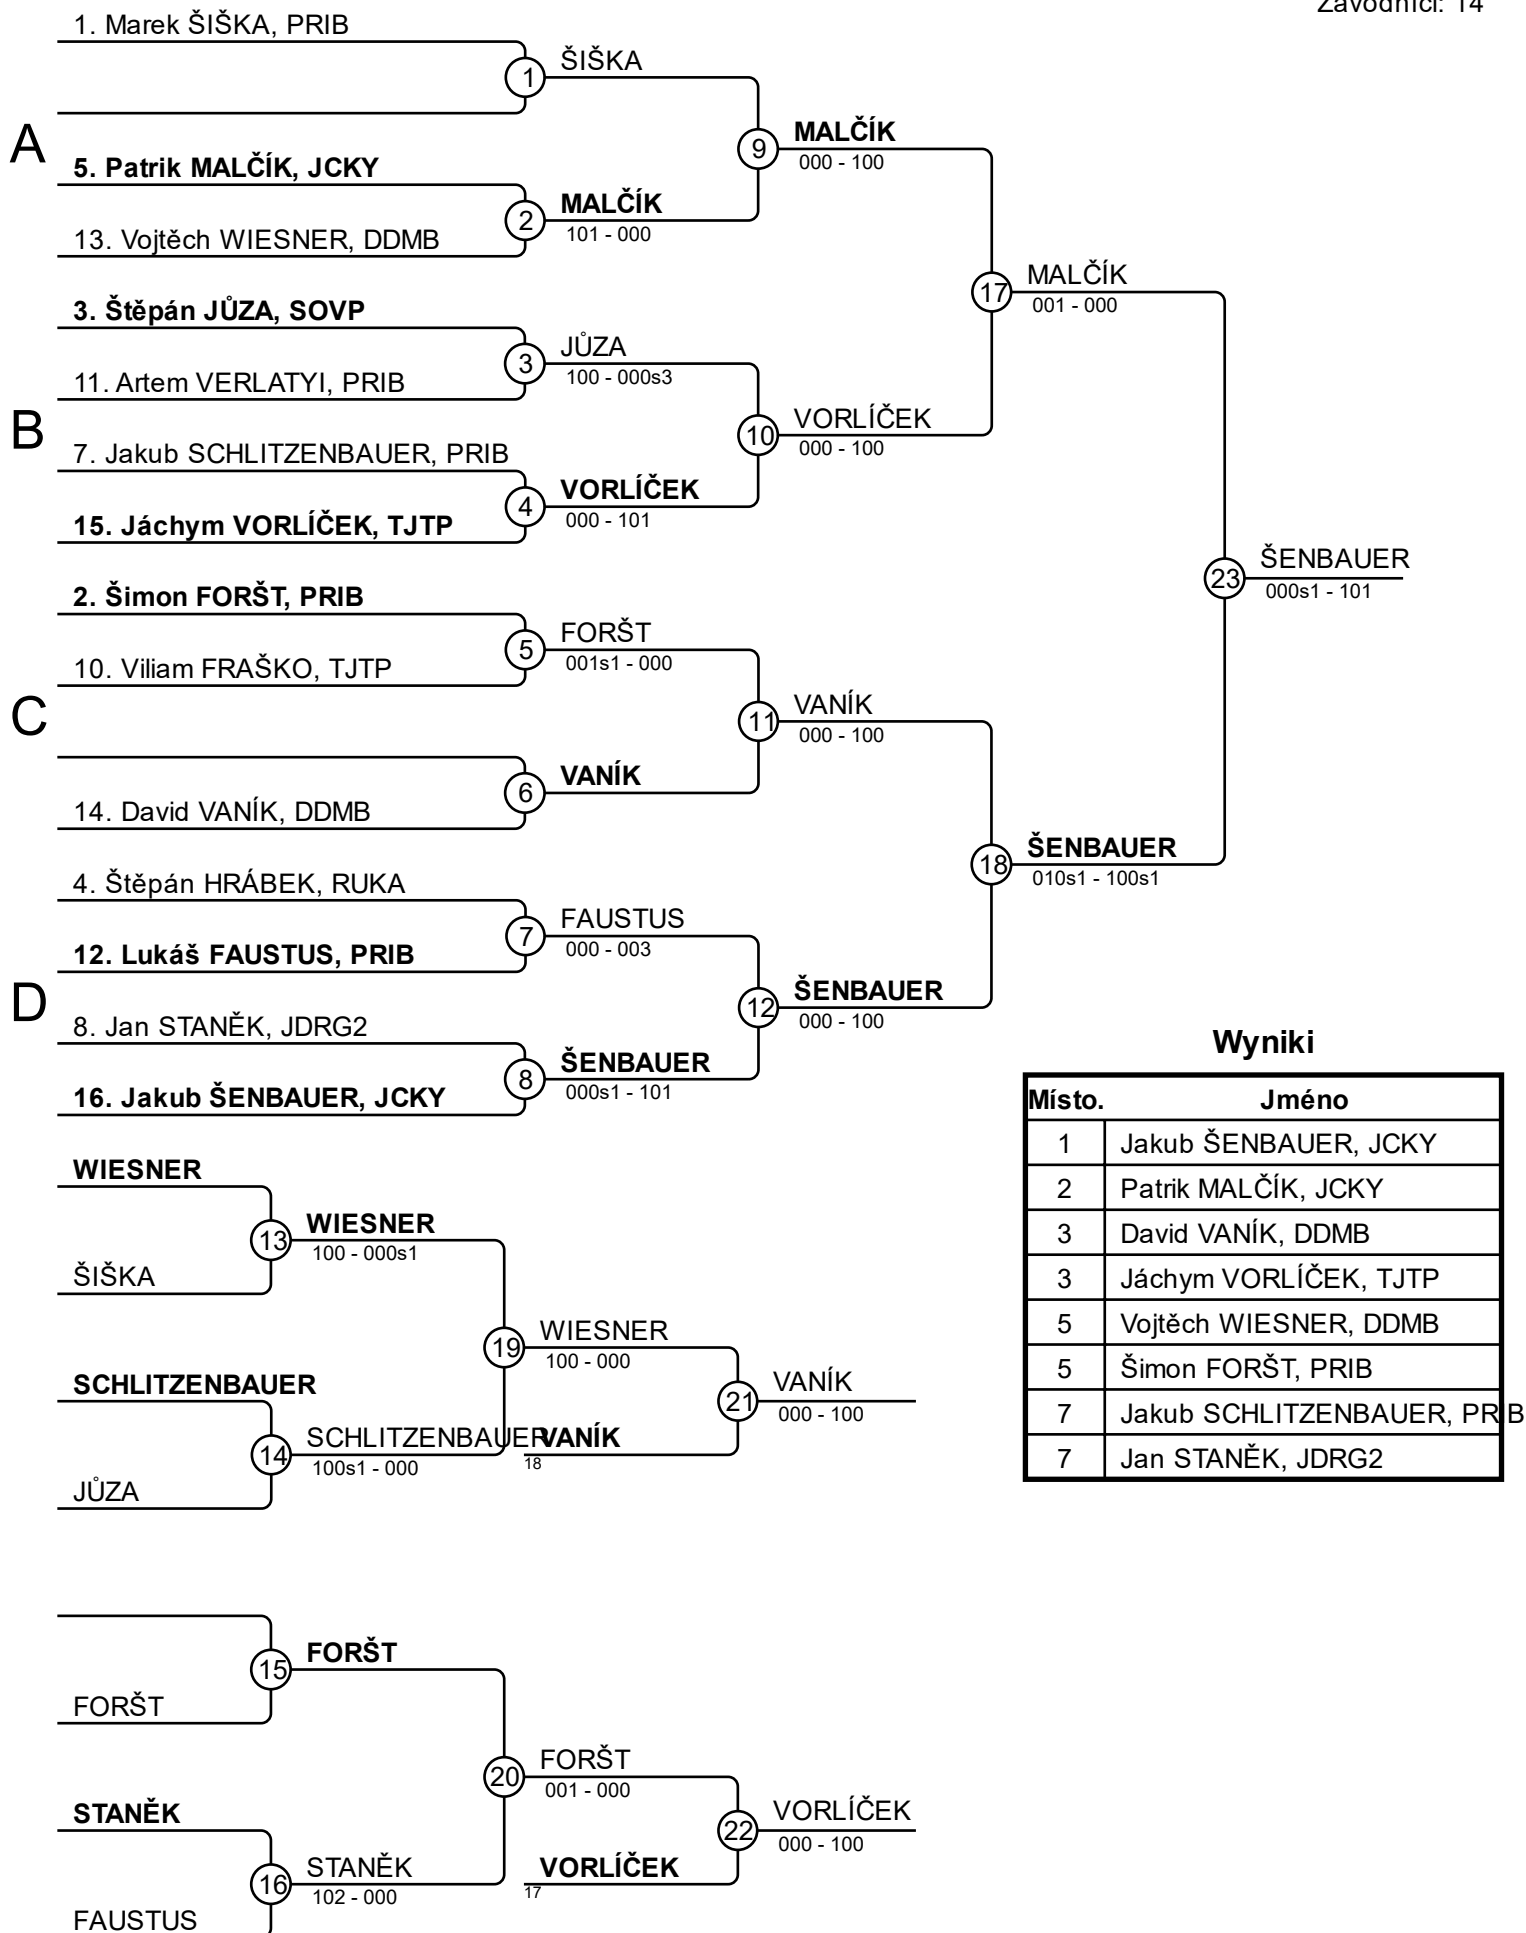 Závodníci: 14
1. Marek ŠIŠKA, PRIB
1
ŠIŠKA
A
5. Patrik MALČÍK, JCKY
2
MALČÍK
101 - 000
13. Vojtěch WIESNER, DDMB
9
MALČÍK
000 - 100
3. Štěpán JŮZA, SOVP
3
JŮZA
100 - 000s3
11. Artem VERLATYI, PRIB
B
7. Jakub SCHLITZENBAUER, PRIB
4
VORLÍČEK
000 - 101
15. Jáchym VORLÍČEK, TJTP
10
VORLÍČEK
000 - 100
17
MALČÍK
001 - 000
2. Šimon FORŠT, PRIB
5
FORŠT
001s1 - 000
10. Viliam FRAŠKO, TJTP
C
6
VANÍK
14. David VANÍK, DDMB
11
VANÍK
000 - 100
4. Štěpán HRÁBEK, RUKA
7
FAUSTUS
000 - 003
12. Lukáš FAUSTUS, PRIB
D
8. Jan STANĚK, JDRG2
8
ŠENBAUER
000s1 - 101
16. Jakub ŠENBAUER, JCKY
12
ŠENBAUER
000 - 100
18
ŠENBAUER
010s1 - 100s1
23
ŠENBAUER
000s1 - 101
WIESNER
13
WIESNER
100 - 000s1
ŠIŠKA
SCHLITZENBAUER
14
SCHLITZENBAUER
100s1 - 000
JŮZA
19
WIESNER
100 - 000
VANÍK
18
21
VANÍK
000 - 100
15
FORŠT
FORŠT
STANĚK
16
STANĚK
102 - 000
FAUSTUS
20
FORŠT
001 - 000
VORLÍČEK
17
22
VORLÍČEK
000 - 100
Wyniki
Místo. Jméno
1 Jakub ŠENBAUER, JCKY
2 Patrik MALČÍK, JCKY
3 David VANÍK, DDMB
3 Jáchym VORLÍČEK, TJTP
5 Vojtěch WIESNER, DDMB
5 Šimon FORŠT, PRIB
7 Jakub SCHLITZENBAUER, PRIB
7 Jan STANĚK, JDRG2